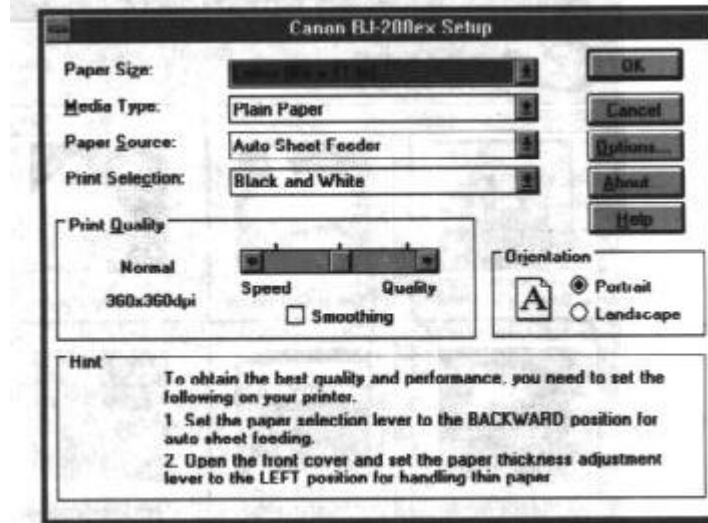 Canon BJ-200ex Setup
Paper Size:
OK
Media Type:
Plain Paper
Cancel
Paper Source:
Auto Sheet Feeder
Options...
Print Selection:
Black and White
About...
Help
Print Quality
Normal
360x360dpi
Speed
Quality
Smoothing
Orientation
A
Portrait
Landscape
Hint
To obtain the best quality and performance, you need to set the
following on your printer.
1. Set the paper selection lever to the BACKWARD position for
auto sheet feeding.
2. Open the front cover and set the paper thickness adjustment
lever to the LEFT position for handling thin paper